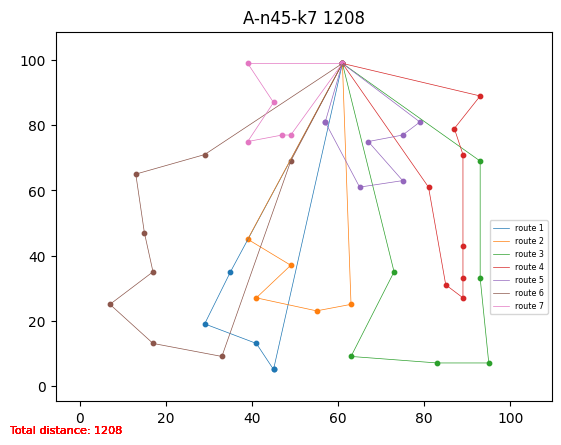 A-n45-k7 1208
100
80
60
40
20
0
0 20 40 60 80 100
route 1
route 2
route 3
route 4
route 5
route 6
route 7
Total distance: 1208